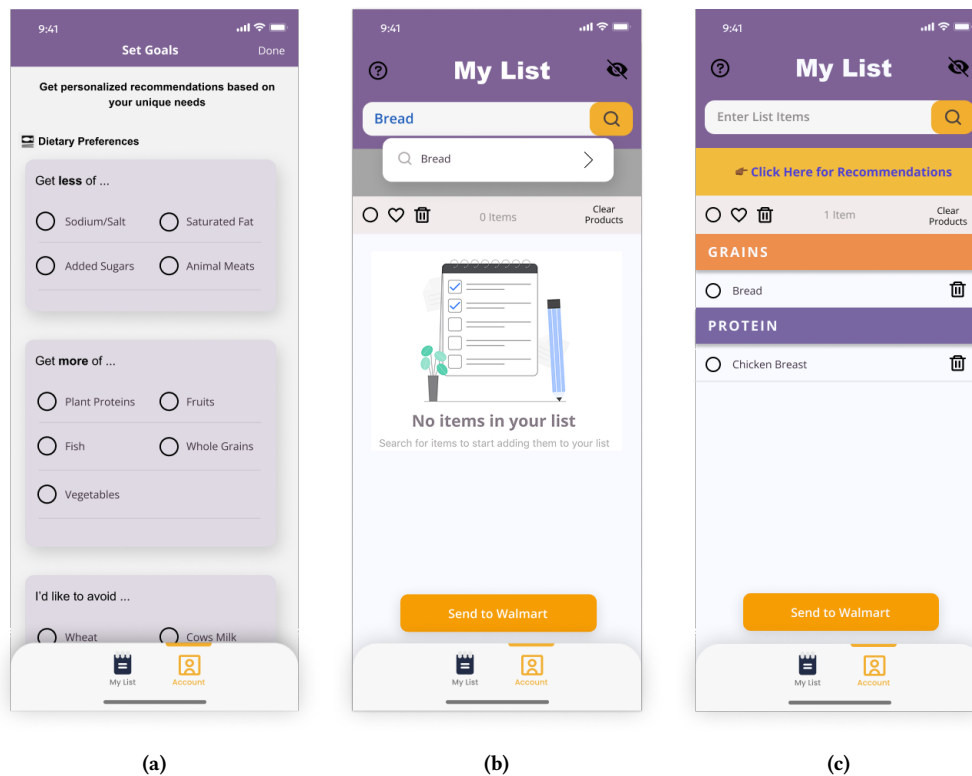 9:41
Set Goals
Done
Get personalized recommendations based on
your unique needs
Dietary Preferences
Get less of ...
Sodium/Salt
Saturated Fat
Added Sugars
Animal Meats
Get more of ...
Plant Proteins
Fruits
Fish
Whole Grains
Vegetables
I'd like to avoid ...
Wheat
Cows Milk
My List
Account
(a)
9:41
My List
Bread
Bread
0 Items
Clear
Products
No items in your list
Search for items to start adding them to your list
Send to Walmart
My List
Account
(b)
9:41
My List
Enter List Items
Click Here for Recommendations
1 Item
Clear
Products
GRAINS
Bread
PROTEIN
Chicken Breast
Send to Walmart
My List
Account
(c)